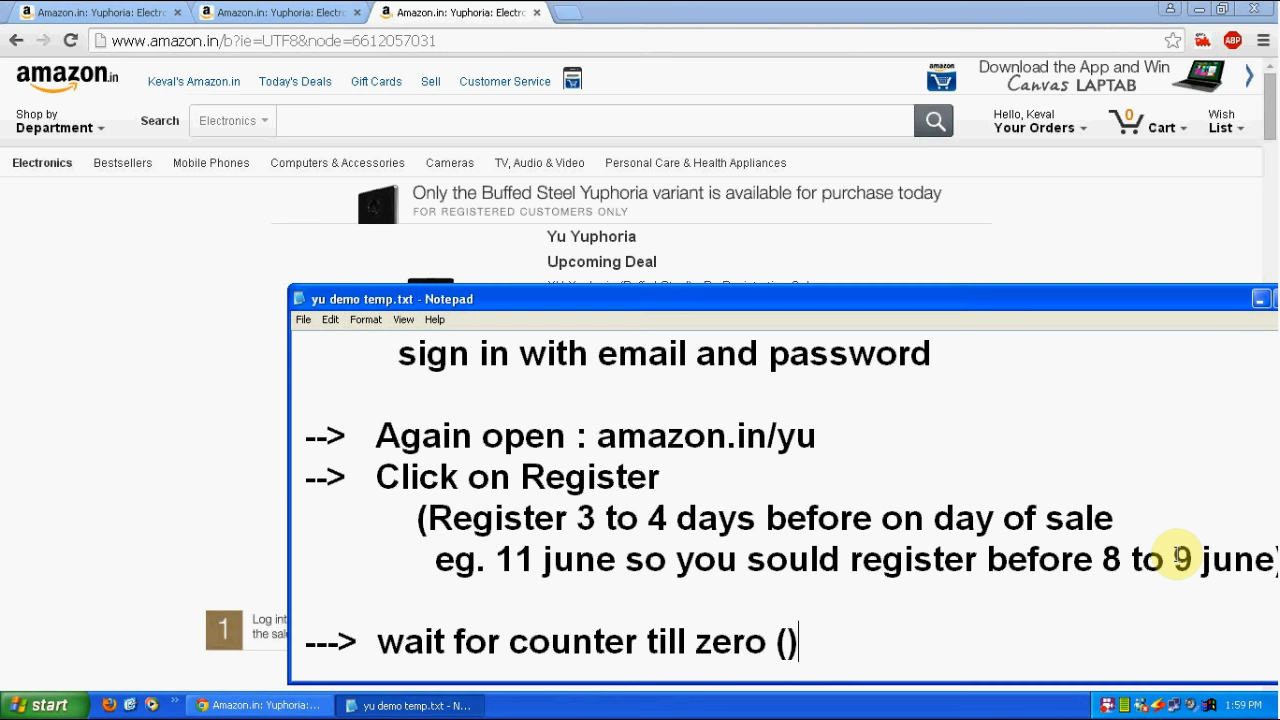 Amazon.in: Yuphoria: Electro
Amazon.in: Yuphoria: Electro
Amazon.in: Yuphoria: Electro
www.amazon.in/b?ie=UTF8&node=6612057031
ABP
amazon.in
Keval's Amazon
Today's Deals
Gift Cards
Sell
Customer Service
amazon
Download the App and Win
Canvas LAPTAB
Shop by
Department
Search
Electronics
Hello, Keval
Your Orders
0
Cart
Wish
List
Electronics
Bestsellers
Mobile Phones
Computers & Accessories
Cameras
TV, Audio & Video
Personal Care & Health Appliances
Only the Buffed Steel Yuphoria variant is available for purchase today
FOR REGISTERED CUSTOMERS ONLY
Yu Yuphoria
Upcoming Deal
yu demo temp.txt - Notepad
File Edit Format View Help
sign in with email and password
--> Again open : amazon.in/yu
--> Click on Register
(Register 3 to 4 days before on day of sale
eg. 11 june so you sould register before 8 to 9 june)
---> wait for counter till zero ()
1
Log int
the sal
start
Amazon.in: Yuphoria:...
yu demo temp.txt - N...
1:59 PM